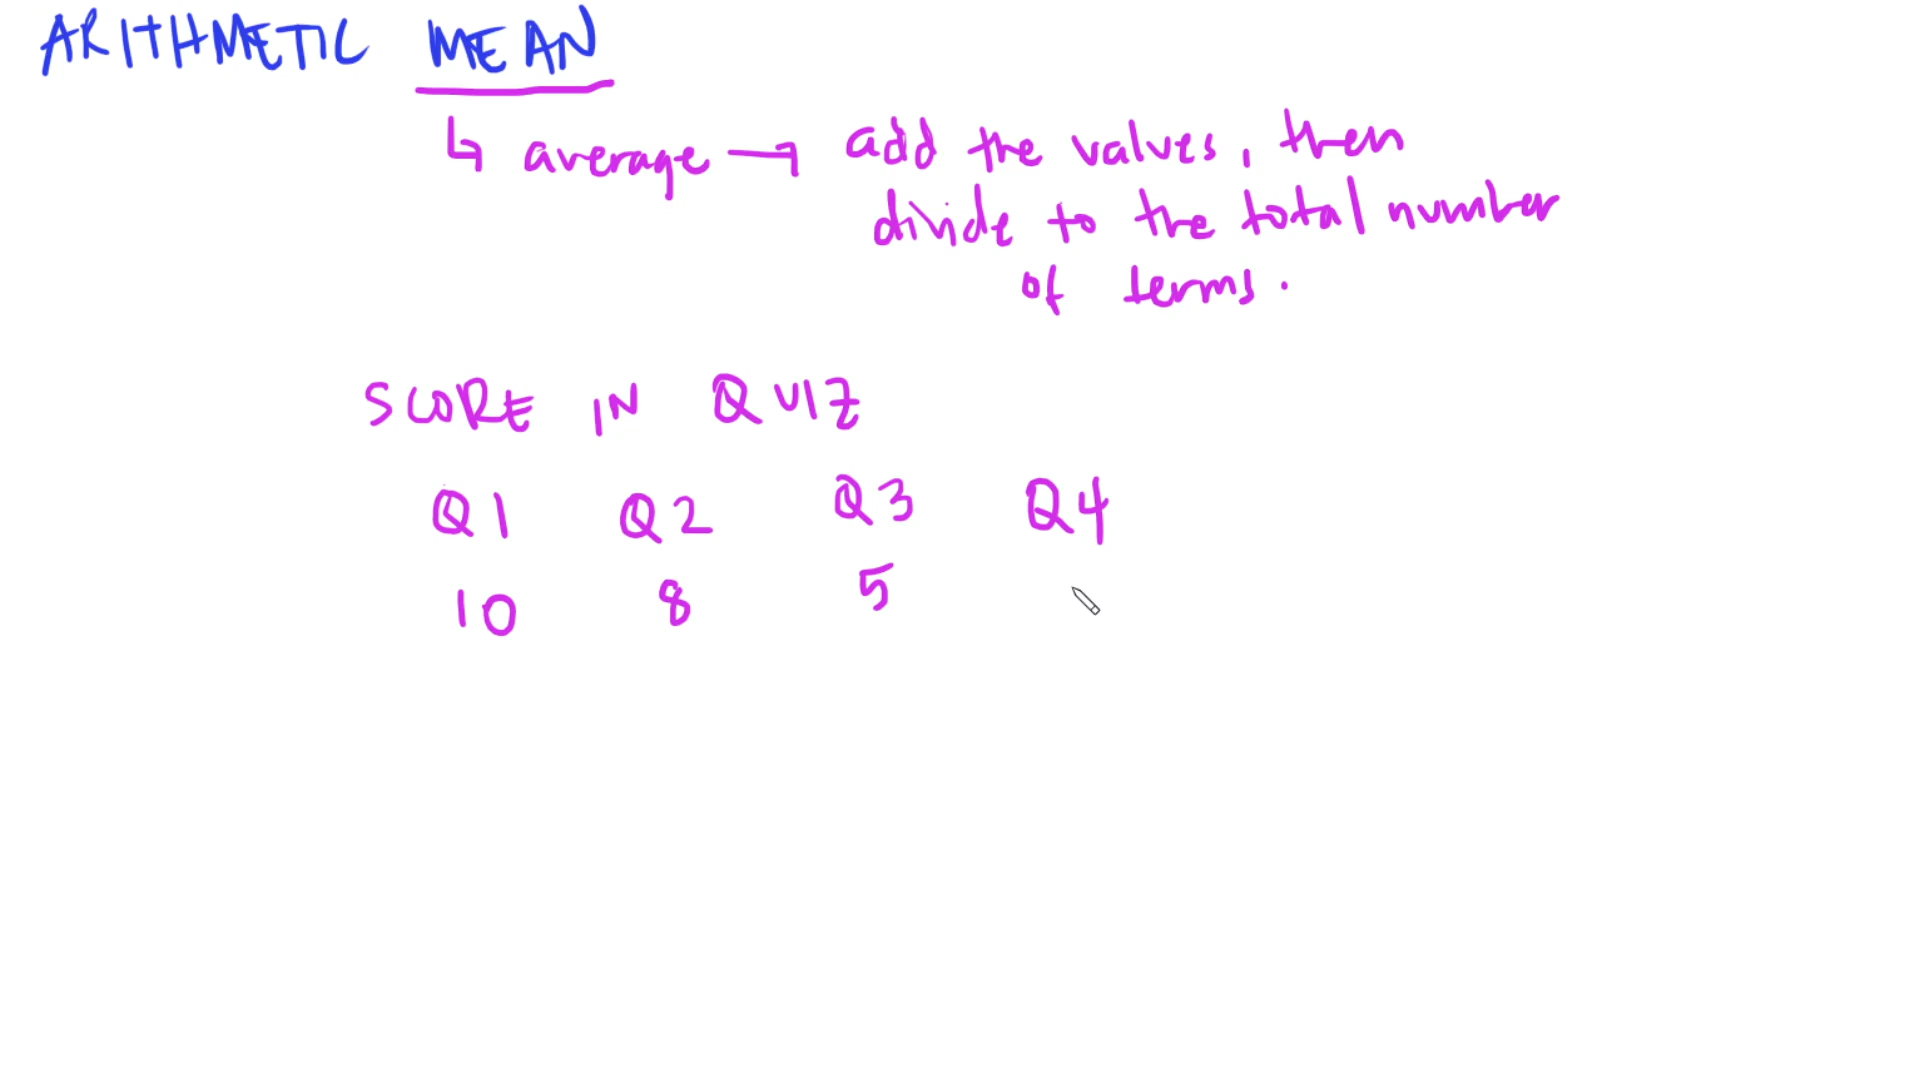 ARITHMETIC MEAN
↳ average → add the values, then
divide to the total number
of terms.
SCORE IN QUIZ
Q1 Q2 Q3 Q4
10 8 5